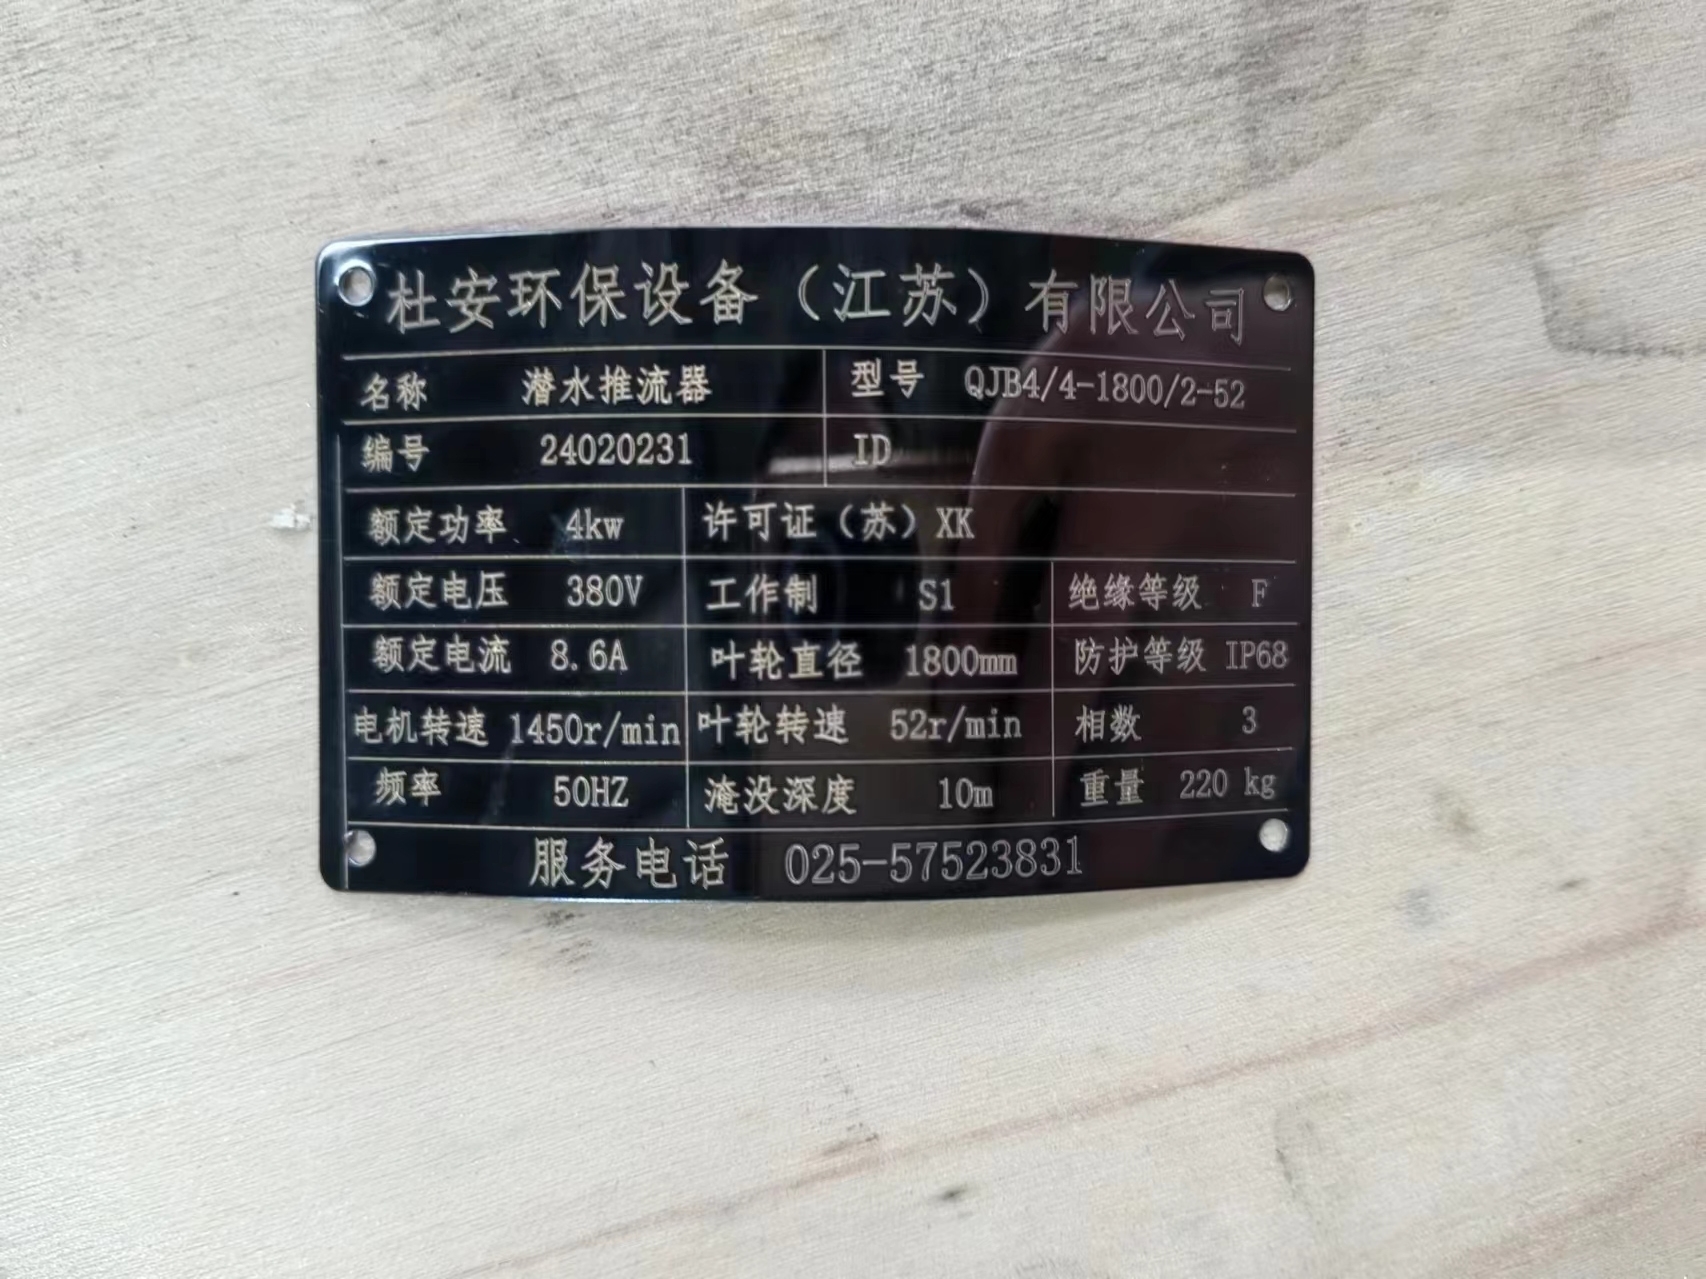 杜安环保设备（江苏）有限公司
名称 潜水推流器 型号 QJB4/4-1800/2-52
编号 24020231 ID
额定功率 4kw 许可证（苏）XK
额定电压 380V 工作制 S1 绝缘等级 F
额定电流 8.6A 叶轮直径 1800mm 防护等级 IP68
电机转速 1450r/min 叶轮转速 52r/min 相数 3
频率 50HZ 淹没深度 10m 重量 220 kg
服务电话 025-57523831